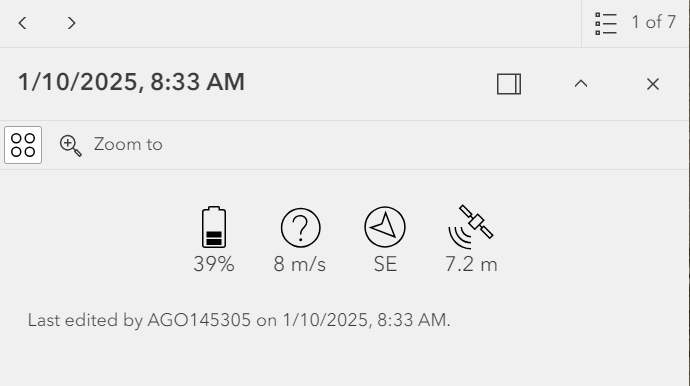 1 of 7
1/10/2025, 8:33 AM
Zoom to
?
39% 8 m/s SE 7.2 m
Last edited by AGO145305 on 1/10/2025, 8:33 AM.